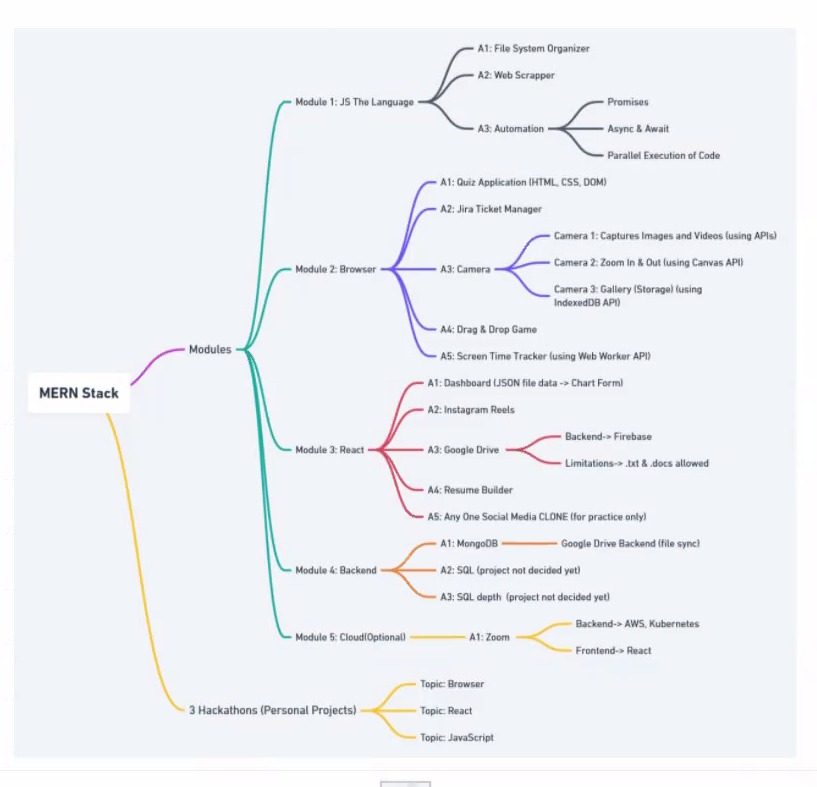 MERN Stack
Modules
Module 1: JS The Language
A1: File System Organizer
A2: Web Scrapper
A3: Automation
Promises
Async & Await
Parallel Execution of Code
Module 2: Browser
A1: Quiz Application (HTML, CSS, DOM)
A2: Jira Ticket Manager
A3: Camera
Camera 1: Captures Images and Videos (using APIs)
Camera 2: Zoom In & Out (using Canvas API)
Camera 3: Gallery (Storage) (using
IndexedDB API)
A4: Drag & Drop Game
A5: Screen Time Tracker (using Web Worker API)
Module 3: React
A1: Dashboard (JSON file data -> Chart Form)
A2: Instagram Reels
A3: Google Drive
Backend-> Firebase
Limitations-> .txt & .docs allowed
A4: Resume Builder
A5: Any One Social Media CLONE (for practice only)
Module 4: Backend
A1: MongoDB
Google Drive Backend (file sync)
A2: SQL (project not decided yet)
A3: SQL depth (project not decided yet)
Module 5: Cloud(Optional)
A1: Zoom
Backend-> AWS, Kubernetes
Frontend-> React
3 Hackathons (Personal Projects)
Topic: Browser
Topic: React
Topic: JavaScript